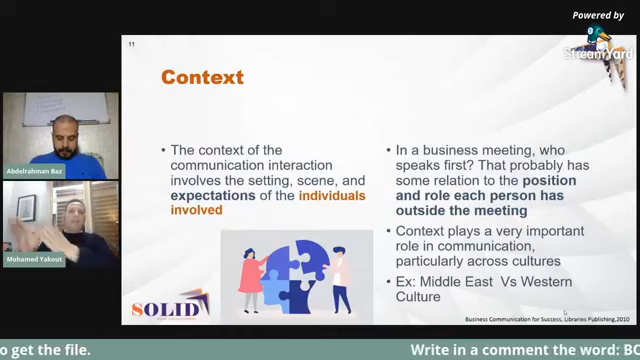 Powered by
StreamYard
11
Context
• The context of the
communication interaction
involves the setting, scene, and
expectations of the individuals
involved
• In a business meeting, who
speaks first? That probably has
some relation to the position
and role each person has
outside the meeting
• Context plays a very important
role in communication,
particularly across cultures
• Ex: Middle East Vs Western
Culture
Abdelrahman Baz
Mohamed Yakout
SOLID
Business Communication for Success, Libraries Publishing,2010
o get the file.
Write in a comment the word: BC